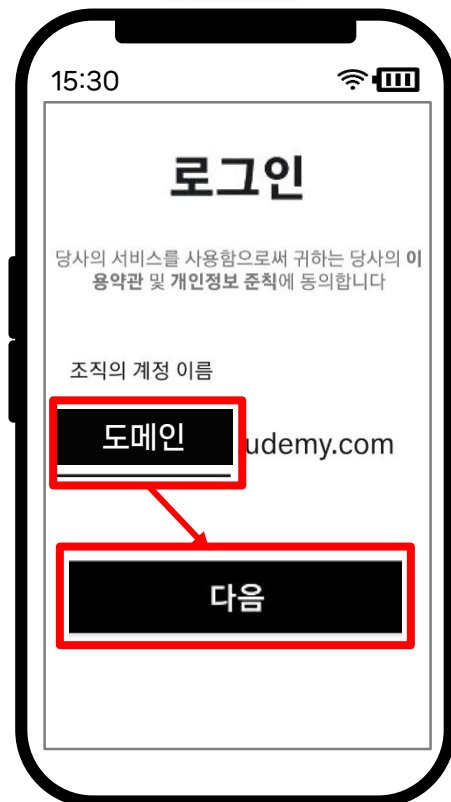 15:30
로그인
당사의 서비스를 사용함으로써 귀하는 당사의 이
용약관 및 개인정보 준칙에 동의합니다
조직의 계정 이름
도메인 udemy.com
다음